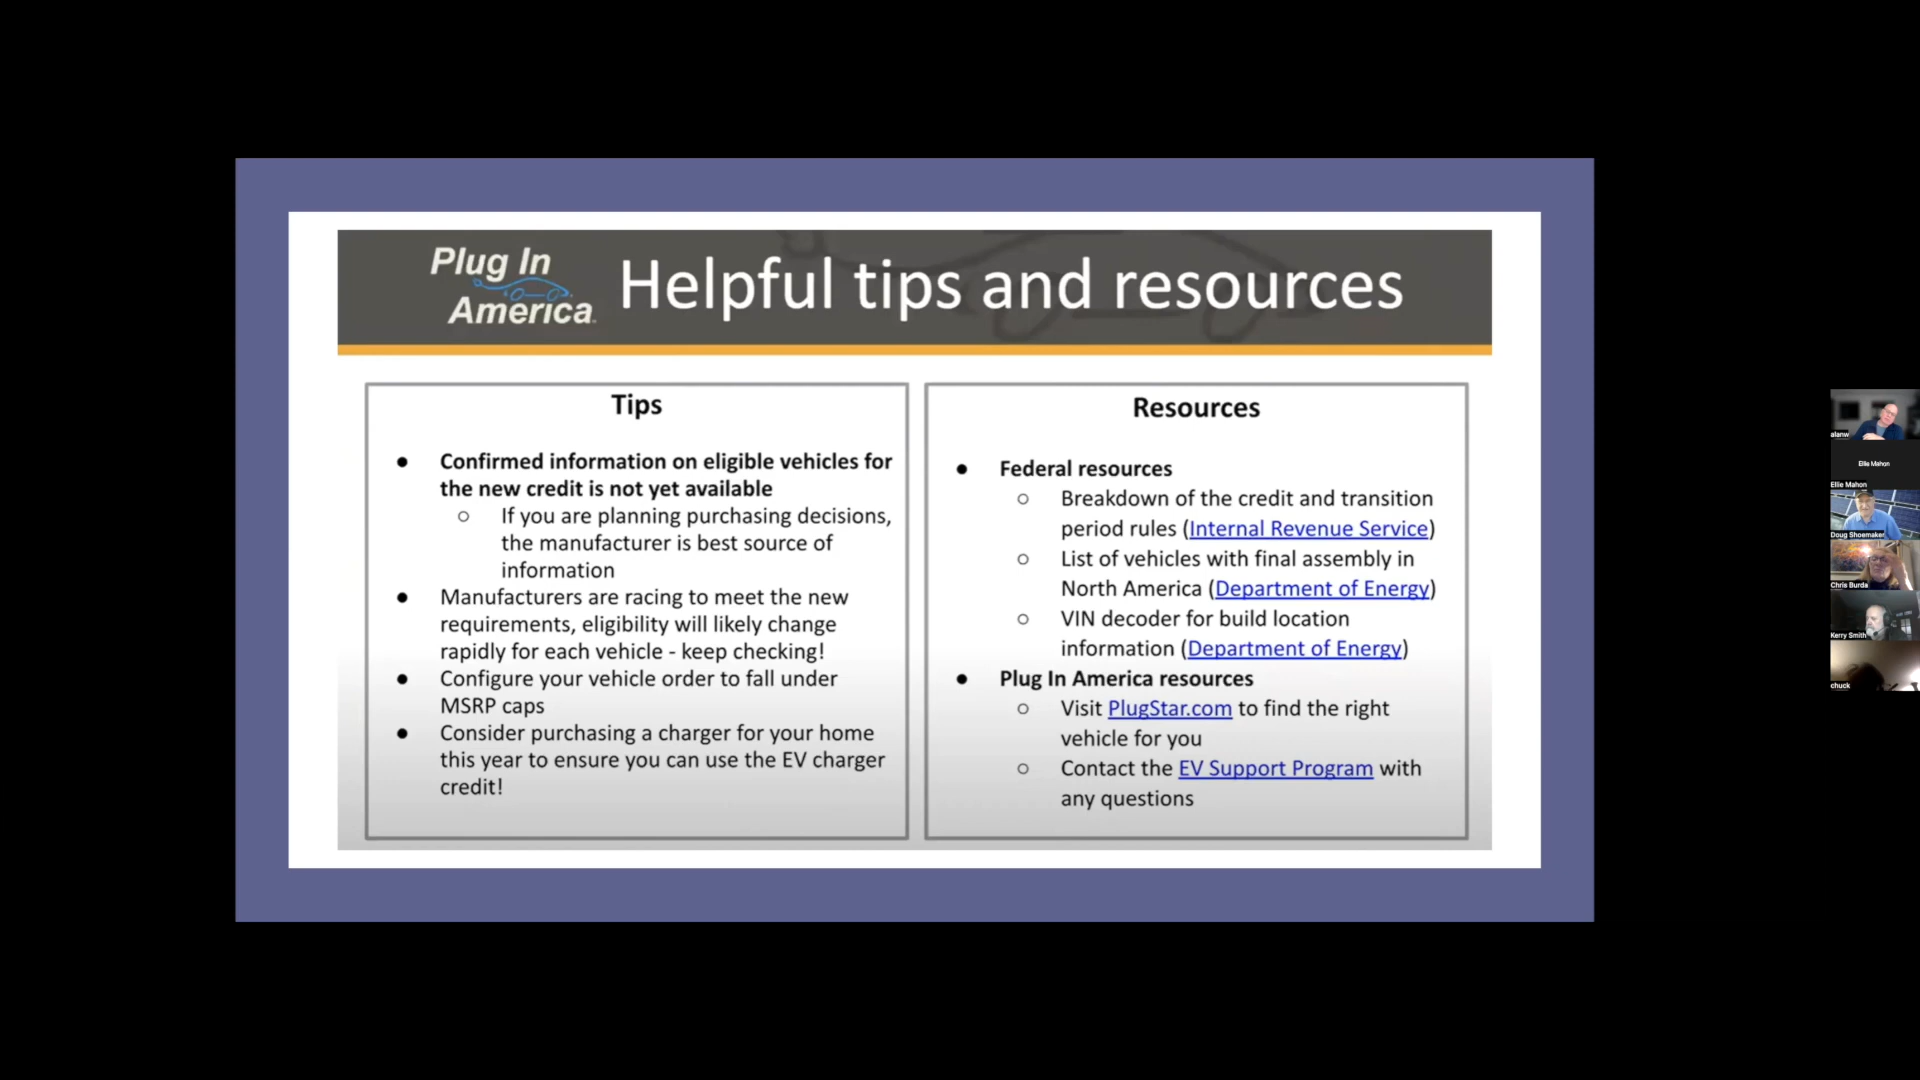 Plug In
America
Helpful tips and resources
Tips
● Confirmed information on eligible vehicles for
the new credit is not yet available
○ If you are planning purchasing decisions,
the manufacturer is best source of
information
● Manufacturers are racing to meet the new
requirements, eligibility will likely change
rapidly for each vehicle - keep checking!
● Configure your vehicle order to fall under
MSRP caps
● Consider purchasing a charger for your home
this year to ensure you can use the EV charger
credit!
Resources
● Federal resources
○ Breakdown of the credit and transition
period rules (Internal Revenue Service)
○ List of vehicles with final assembly in
North America (Department of Energy)
○ VIN decoder for build location
information (Department of Energy)
● Plug In America resources
○ Visit PlugStar.com to find the right
vehicle for you
○ Contact the EV Support Program with
any questions
alanw
Ellie Mahon
Ellie Mahon
Doug Shoemaker
Chris Burda
Kerry Smith
chuck